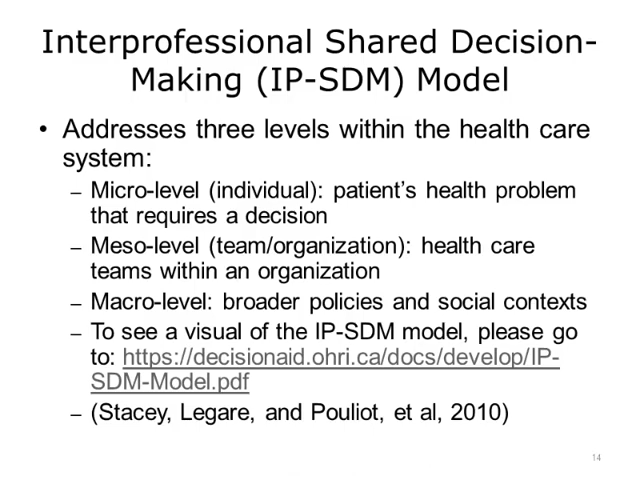 Interprofessional Shared Decision-
Making (IP-SDM) Model
• Addresses three levels within the health care
system:
– Micro-level (individual): patient’s health problem
that requires a decision
– Meso-level (team/organization): health care
teams within an organization
– Macro-level: broader policies and social contexts
– To see a visual of the IP-SDM model, please go
to: https://decisionaid.ohri.ca/docs/develop/IP-
SDM-Model.pdf
– (Stacey, Legare, and Pouliot, et al, 2010)
14